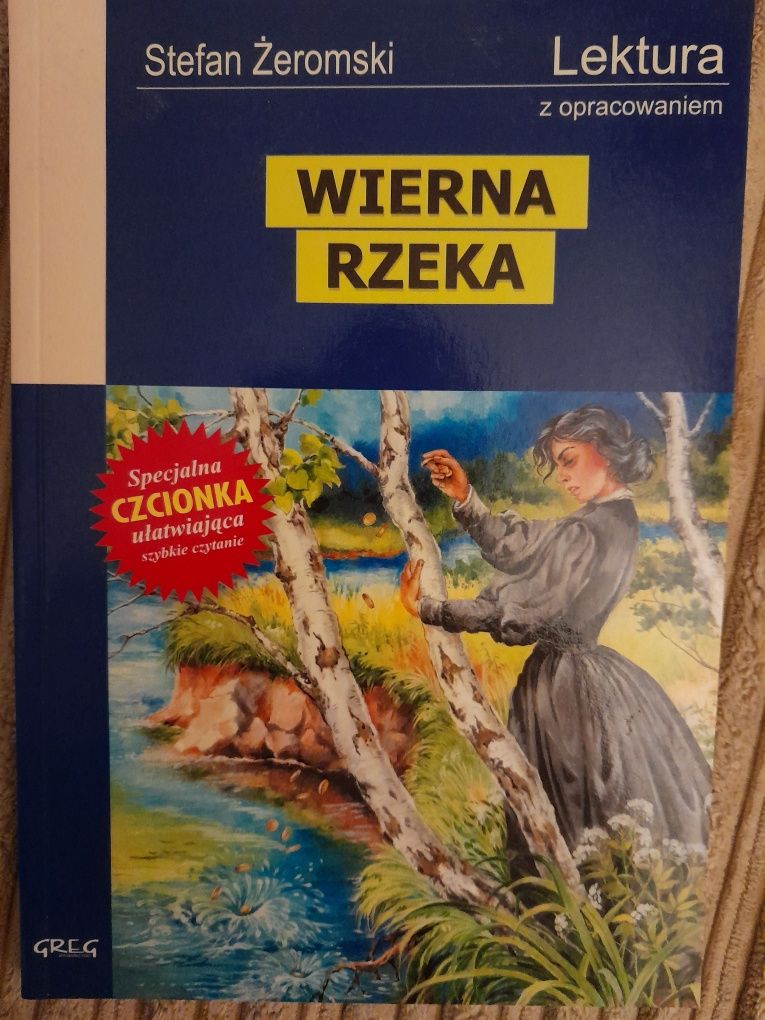 Stefan Żeromski
Lektura
z opracowaniem
WIERNA
RZEKA
Specjalna
CZCIONKA
ułatwiająca
szybkie czytanie
GREG